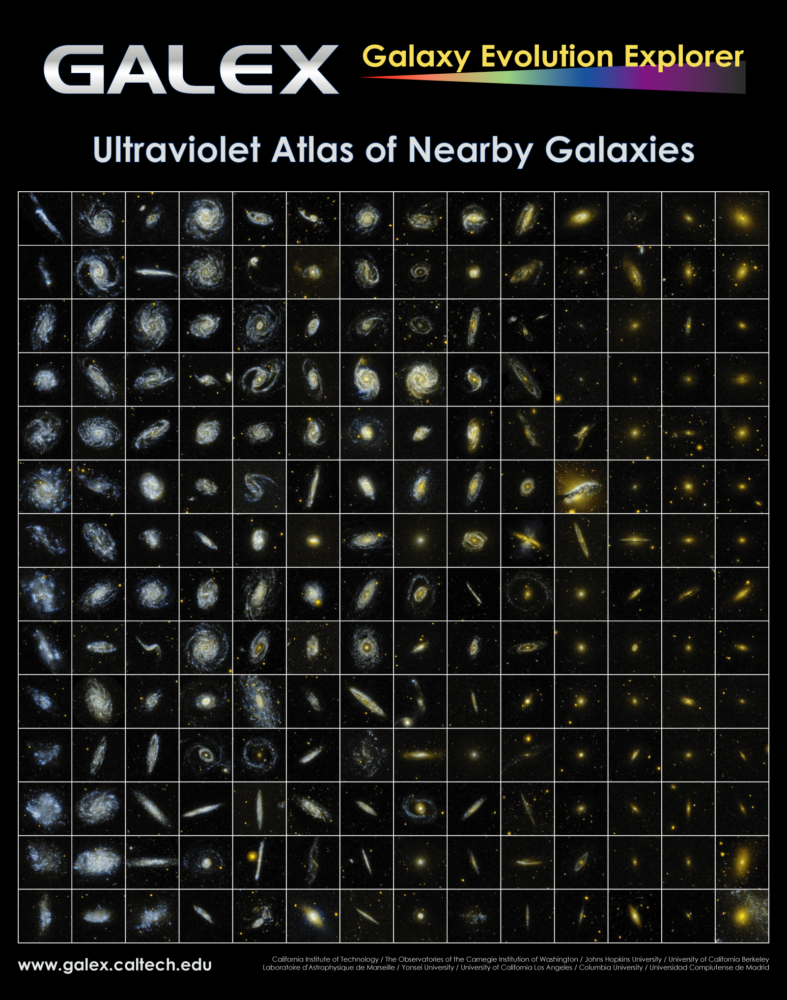 GALEX
Galaxy Evolution Explorer
Ultraviolet Atlas of Nearby Galaxies
www.galex.caltech.edu
California Institute of Technology / The Observatories of the Carnegie Institution of Washington / Johns Hopkins University / University of California Berkeley
Laboratoire d'Astrophysique de Marseille / Yonsei University / University of California Los Angeles / Columbia University / Universidad Complutense de Madrid